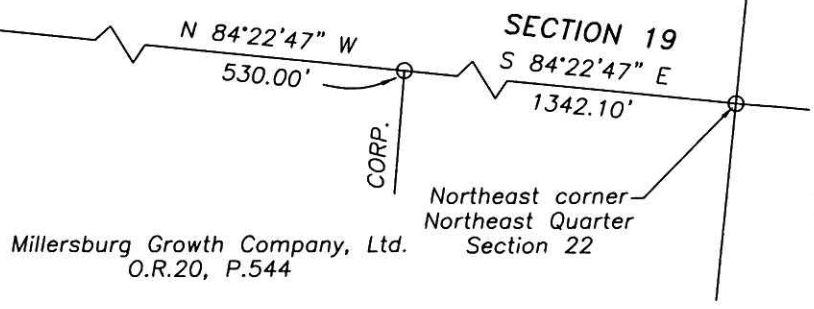 SECTION 19
N 84°22'47" W
530.00'
S 84°22'47" E
1342.10'
CORP.
Northeast corner
Northeast Quarter
Section 22
Millersburg Growth Company, Ltd.
O.R.20, P.544